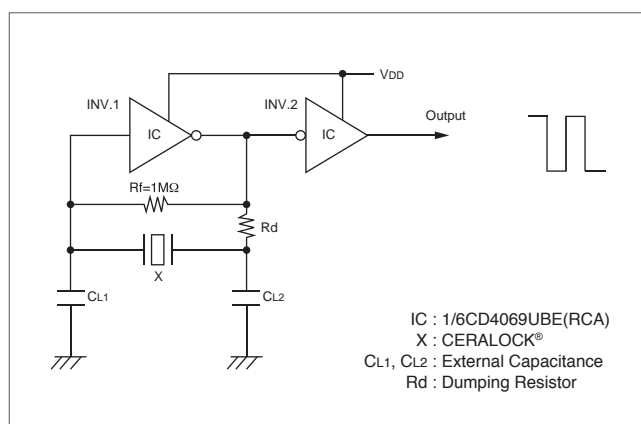 VDD
INV.1
INV.2
IC
IC
Output
Rf=1MΩ
Rd
X
CL1
CL2
IC : 1/6CD4069UBE(RCA)
X : CERALOCK®
CL1, CL2 : External Capacitance
Rd : Dumping Resistor